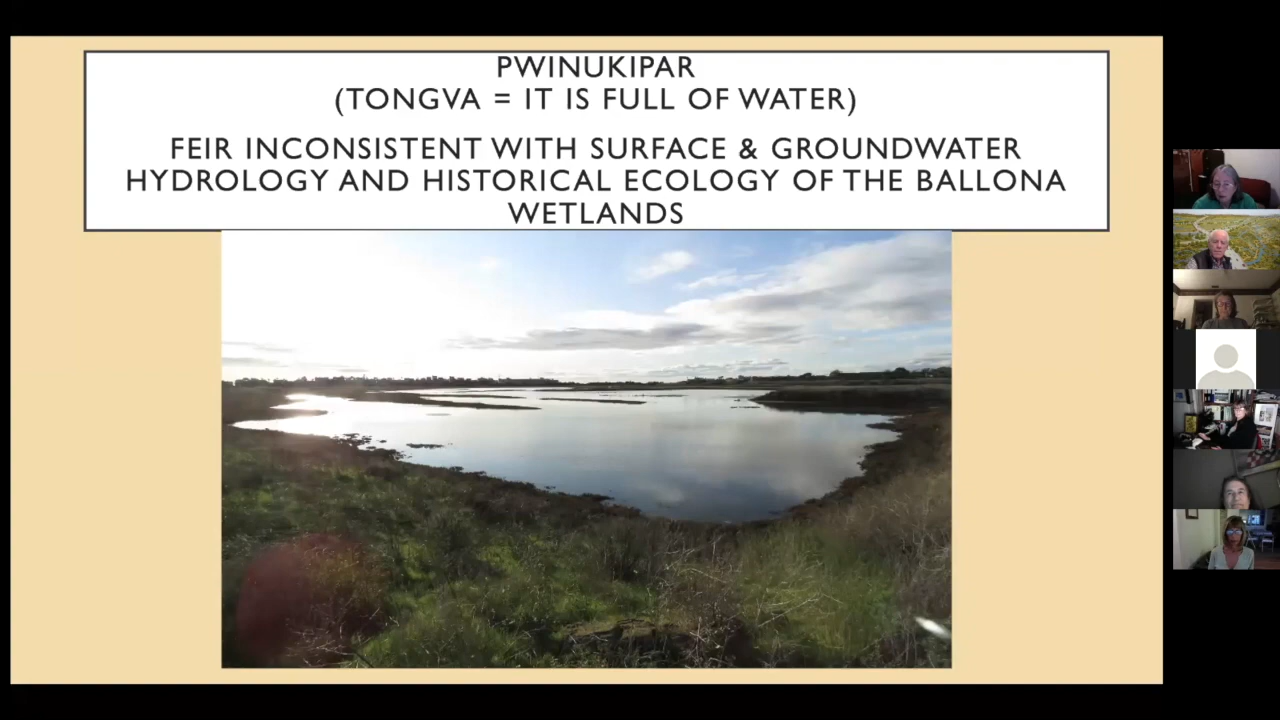 PWINUKIPAR
(TONGVA = IT IS FULL OF WATER)
FEIR INCONSISTENT WITH SURFACE & GROUNDWATER
HYDROLOGY AND HISTORICAL ECOLOGY OF THE BALLONA
WETLANDS